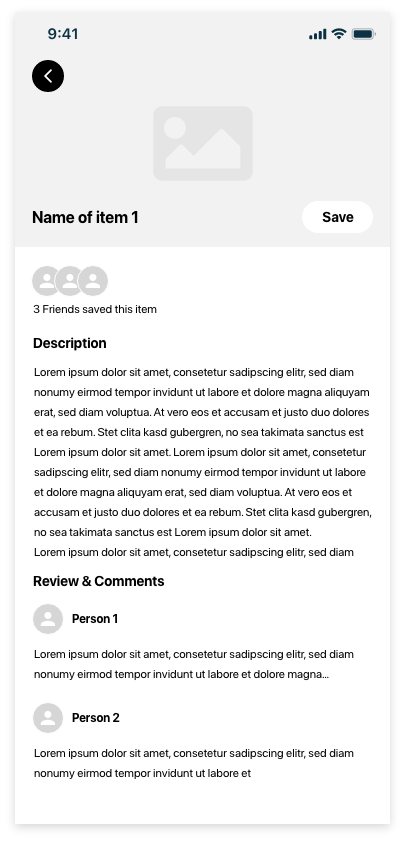 9:41
Name of item 1
Save
3 Friends saved this item
Description
Lorem ipsum dolor sit amet, consetetur sadipscing elitr, sed diam
nonumy eirmod tempor invidunt ut labore et dolore magna aliquyam
erat, sed diam voluptua. At vero eos et accusam et justo duo dolores
et ea rebum. Stet clita kasd gubergren, no sea takimata sanctus est
Lorem ipsum dolor sit amet. Lorem ipsum dolor sit amet, consetetur
sadipscing elitr, sed diam nonumy eirmod tempor invidunt ut labore
et dolore magna aliquyam erat, sed diam voluptua. At vero eos et
accusam et justo duo dolores et ea rebum. Stet clita kasd gubergren,
no sea takimata sanctus est Lorem ipsum dolor sit amet.
Lorem ipsum dolor sit amet, consetetur sadipscing elitr, sed diam
Review & Comments
Person 1
Lorem ipsum dolor sit amet, consetetur sadipscing elitr, sed diam
nonumy eirmod tempor invidunt ut labore et dolore magna...
Person 2
Lorem ipsum dolor sit amet, consetetur sadipscing elitr, sed diam
nonumy eirmod tempor invidunt ut labore et